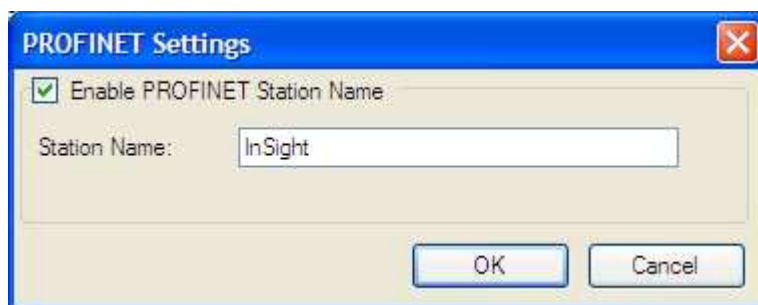 PROFINET Settings
Enable PROFINET Station Name
Station Name: InSight
OK Cancel